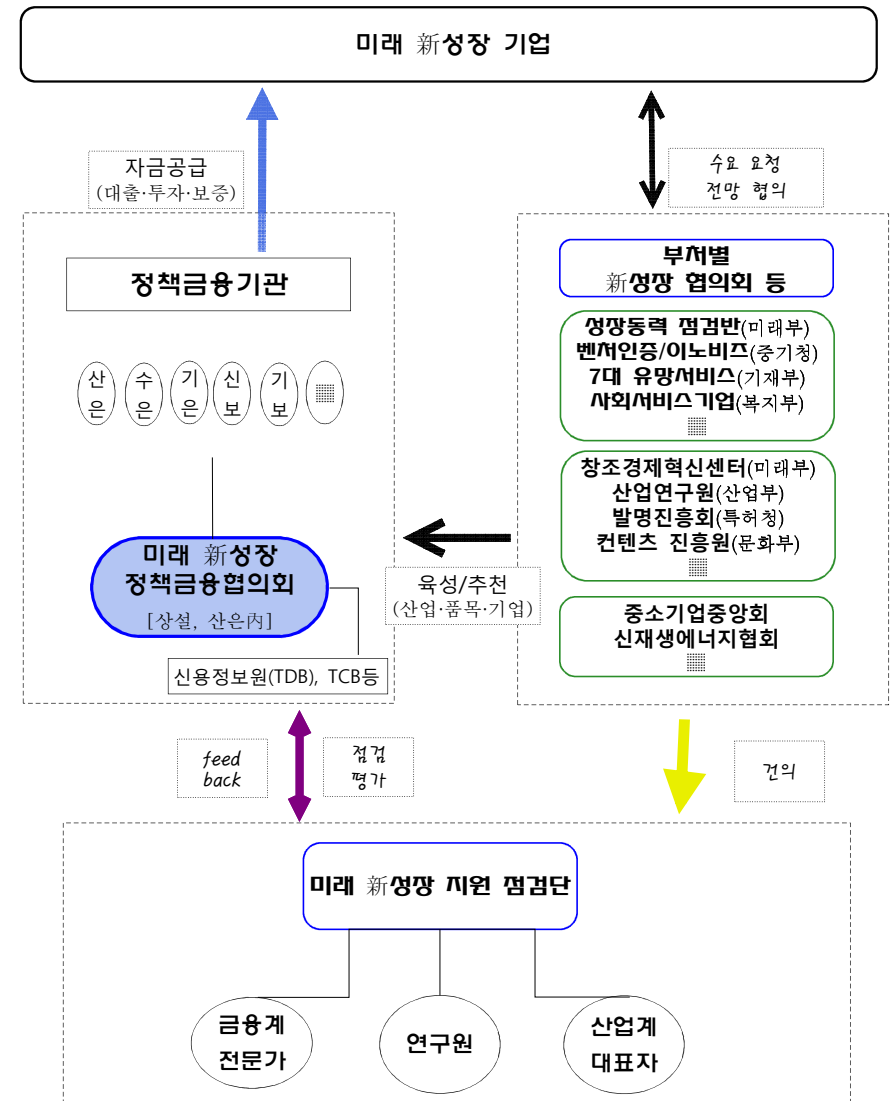 미래 新성장 기업
자금공급
(대출·투자·보증)
수요 요청
전망 협의
정책금융기관
산은
수은
기은
신보
기보
미래 新성장
정책금융협의회
[상설, 산은內]
신용정보원(TDB), TCB등
부처별
新성장 협의회 등
성장동력 점검반(미래부)
벤처인증/이노비즈(중기청)
7대 유망서비스(기재부)
사회서비스기업(복지부)
창조경제혁신센터(미래부)
산업연구원(산업부)
발명진흥회(특허청)
컨텐츠 진흥원(문화부)
중소기업중앙회
신재생에너지협회
육성/추천
(산업·품목·기업)
feed
back
점검
평가
건의
미래 新성장 지원 점검단
금융계
전문가
연구원
산업계
대표자